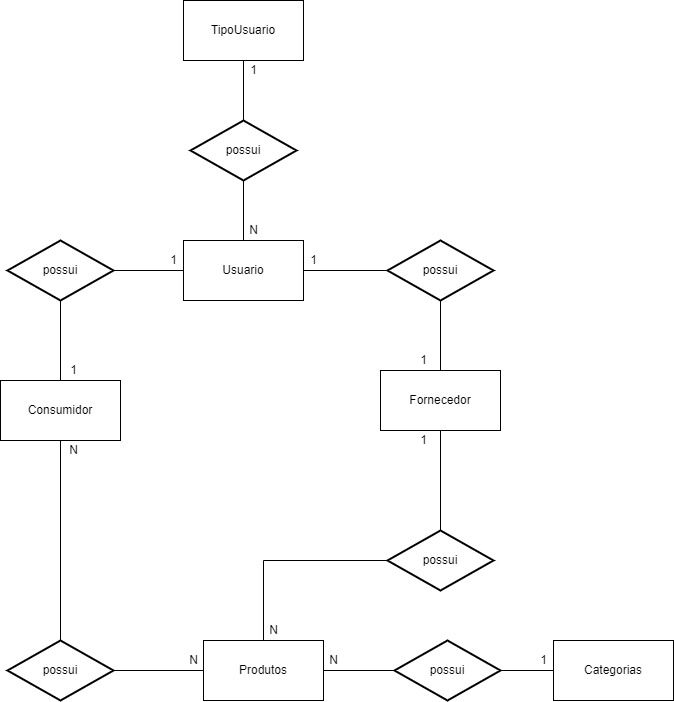 TipoUsuario
1
possui
N
possui
1
Usuario
1
possui
1
1
Consumidor
Fornecedor
N
1
possui
N
possui
N
Produtos
N
possui
1
Categorias